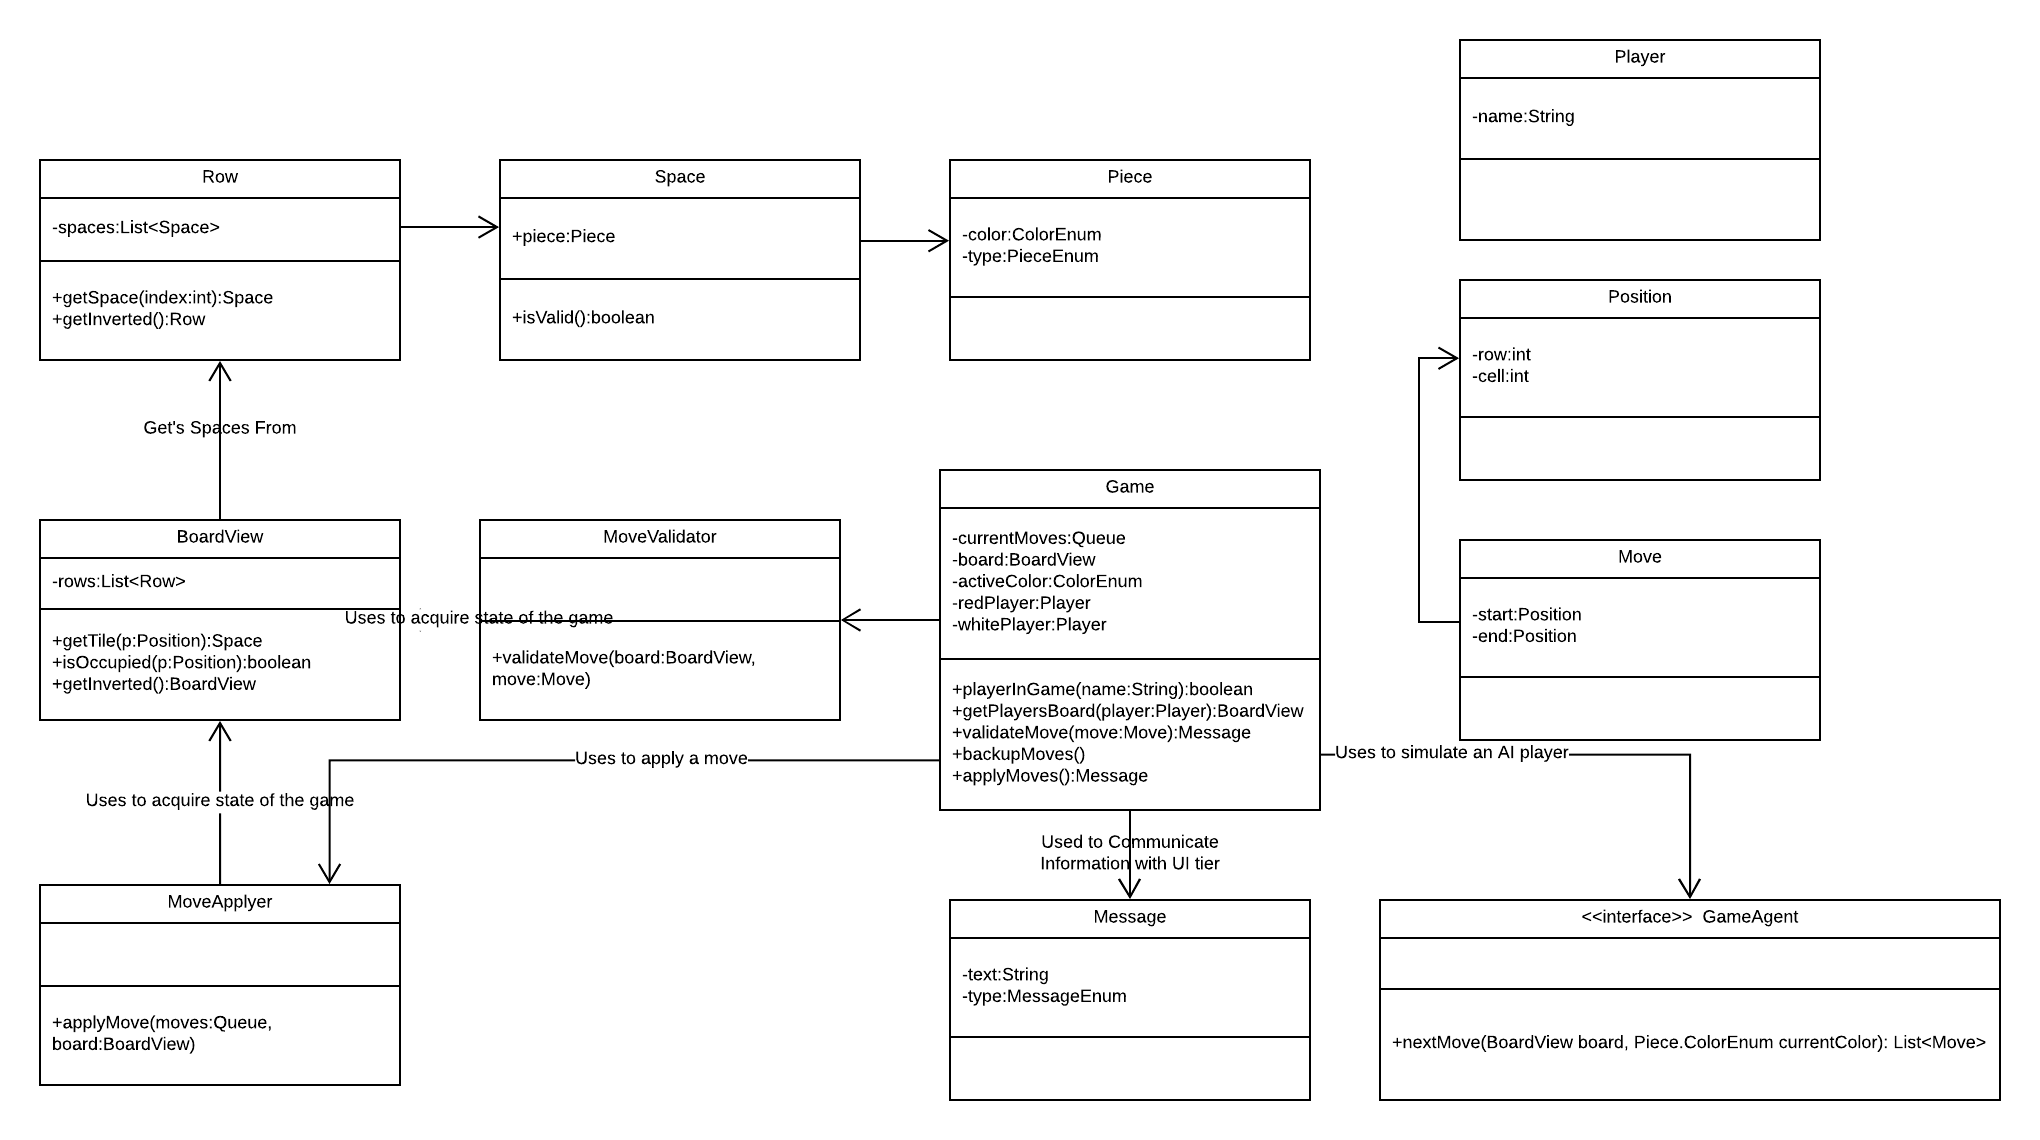 Player
-name:String
Row
-spaces:List<Space>
+getSpace(index:int):Space
+getInverted():Row
Space
+piece:Piece
+isValid():boolean
Piece
-color:ColorEnum
-type:PieceEnum
Position
-row:int
-cell:int
Get's Spaces From
BoardView
-rows:List<Row>
+getTile(p:Position):Space
+isOccupied(p:Position):boolean
+getInverted():BoardView
Uses to acquire state of the game
MoveValidator
+validateMove(board:BoardView,
move:Move)
Game
-currentMoves:Queue
-board:BoardView
-activeColor:ColorEnum
-redPlayer:Player
-whitePlayer:Player
+playerInGame(name:String):boolean
+getPlayersBoard(player:Player):BoardView
+validateMove(move:Move):Message
+backupMoves()
+applyMoves():Message
Move
-start:Position
-end:Position
Uses to apply a move
Uses to simulate an AI player
Uses to acquire state of the game
Used to Communicate
Information with UI tier
MoveApplyer
+applyMove(moves:Queue,
board:BoardView)
Message
-text:String
-type:MessageEnum
<<interface>> GameAgent
+nextMove(BoardView board, Piece.ColorEnum currentColor): List<Move>